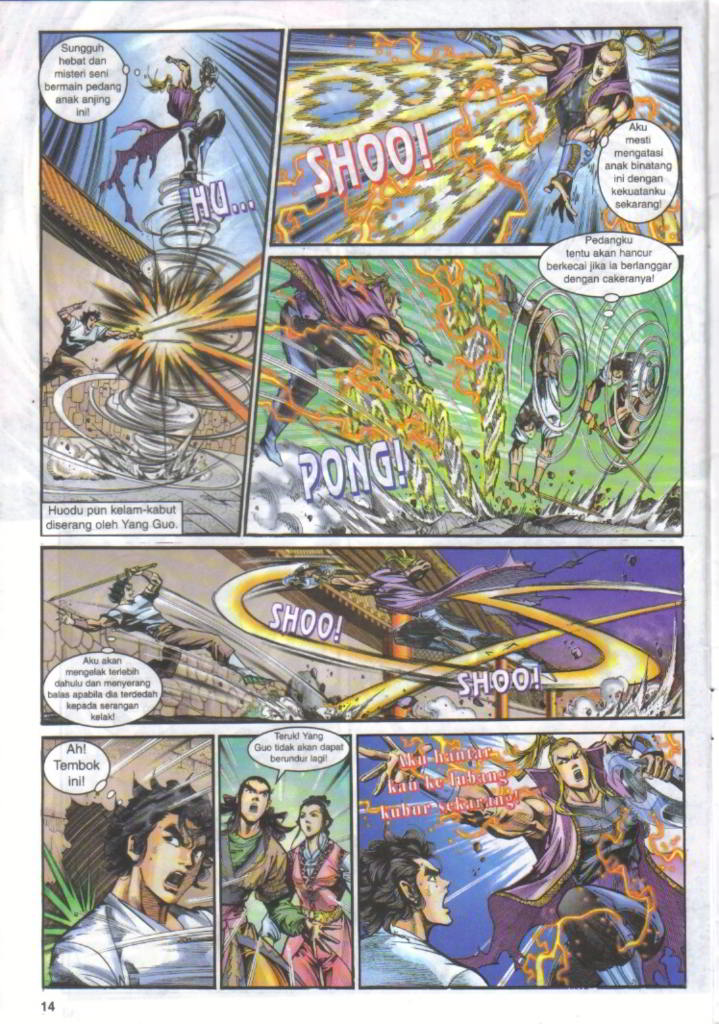 Sungguh
hebat dan
misteri seni
bermain pedang
anak anjing
ini!
HU...
Huodu pun kelam-kabut
diserang oleh Yang Guo.
SHOO!
Aku
mesti
mengatasi
anak binatang
ini dengan
kekuatanku
sekarang!
Pedangku
tentu akan hancur
berkecai jika ia berlanggar
dengan cakeranya!
PONG!
SHOO!
SHOO!
Aku akan
mengelak terlebih
dahulu dan menyerang
balas apabila dia terdedah
kepada serangan
kelak!
Ah!
Tembok
ini!
Teruk! Yang
Guo tidak akan dapat
berundur lagi!
Aku hantar
kau ke lubang
kubur sekarang!
14